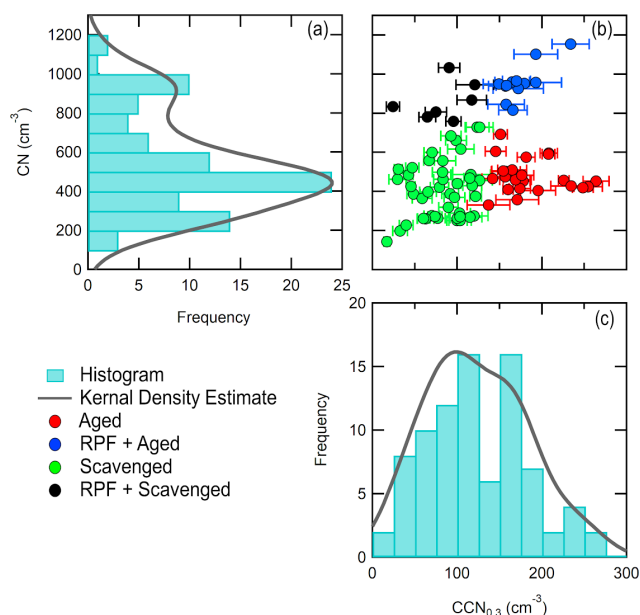 (a)
1200
1000
800
600
400
200
0
CN (cm-3)
0 5 10 15 20 25
Frequency
(b)
(c)
15
10
5
0
Frequency
0 100 200 300
CCN0.3 (cm-3)
Histogram
Kernal Density Estimate
Aged
RPF + Aged
Scavenged
RPF + Scavenged